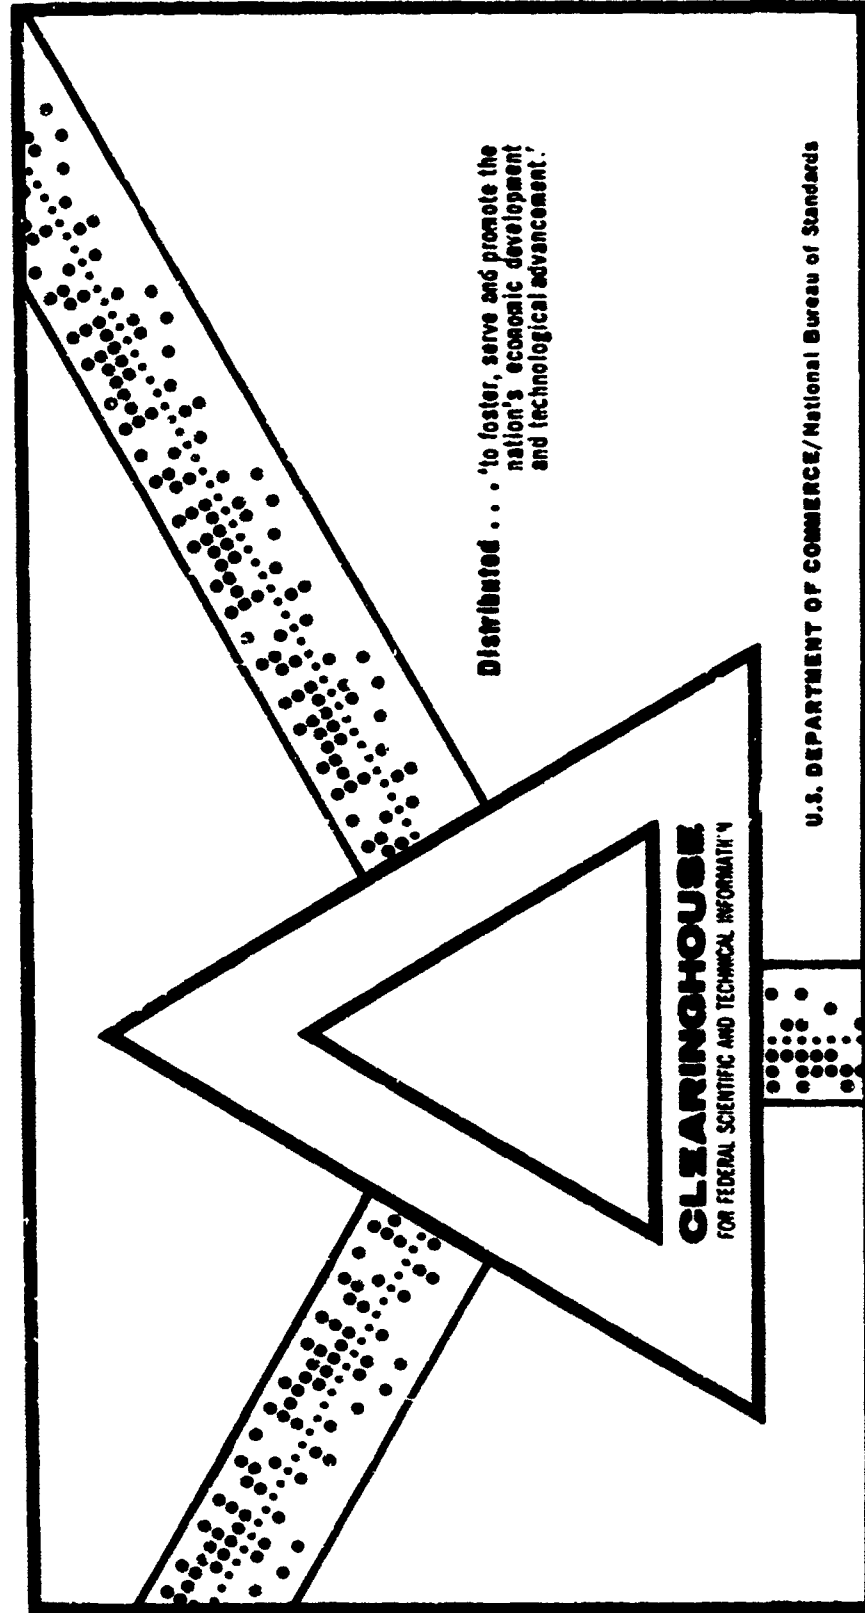 Distributed . . . 'to foster, serve and promote the
nation's economic development
and technological advancement.'
CLEARINGHOUSE
FOR FEDERAL SCIENTIFIC AND TECHNICAL INFORMATION
U.S. DEPARTMENT OF COMMERCE/National Bureau of Standards